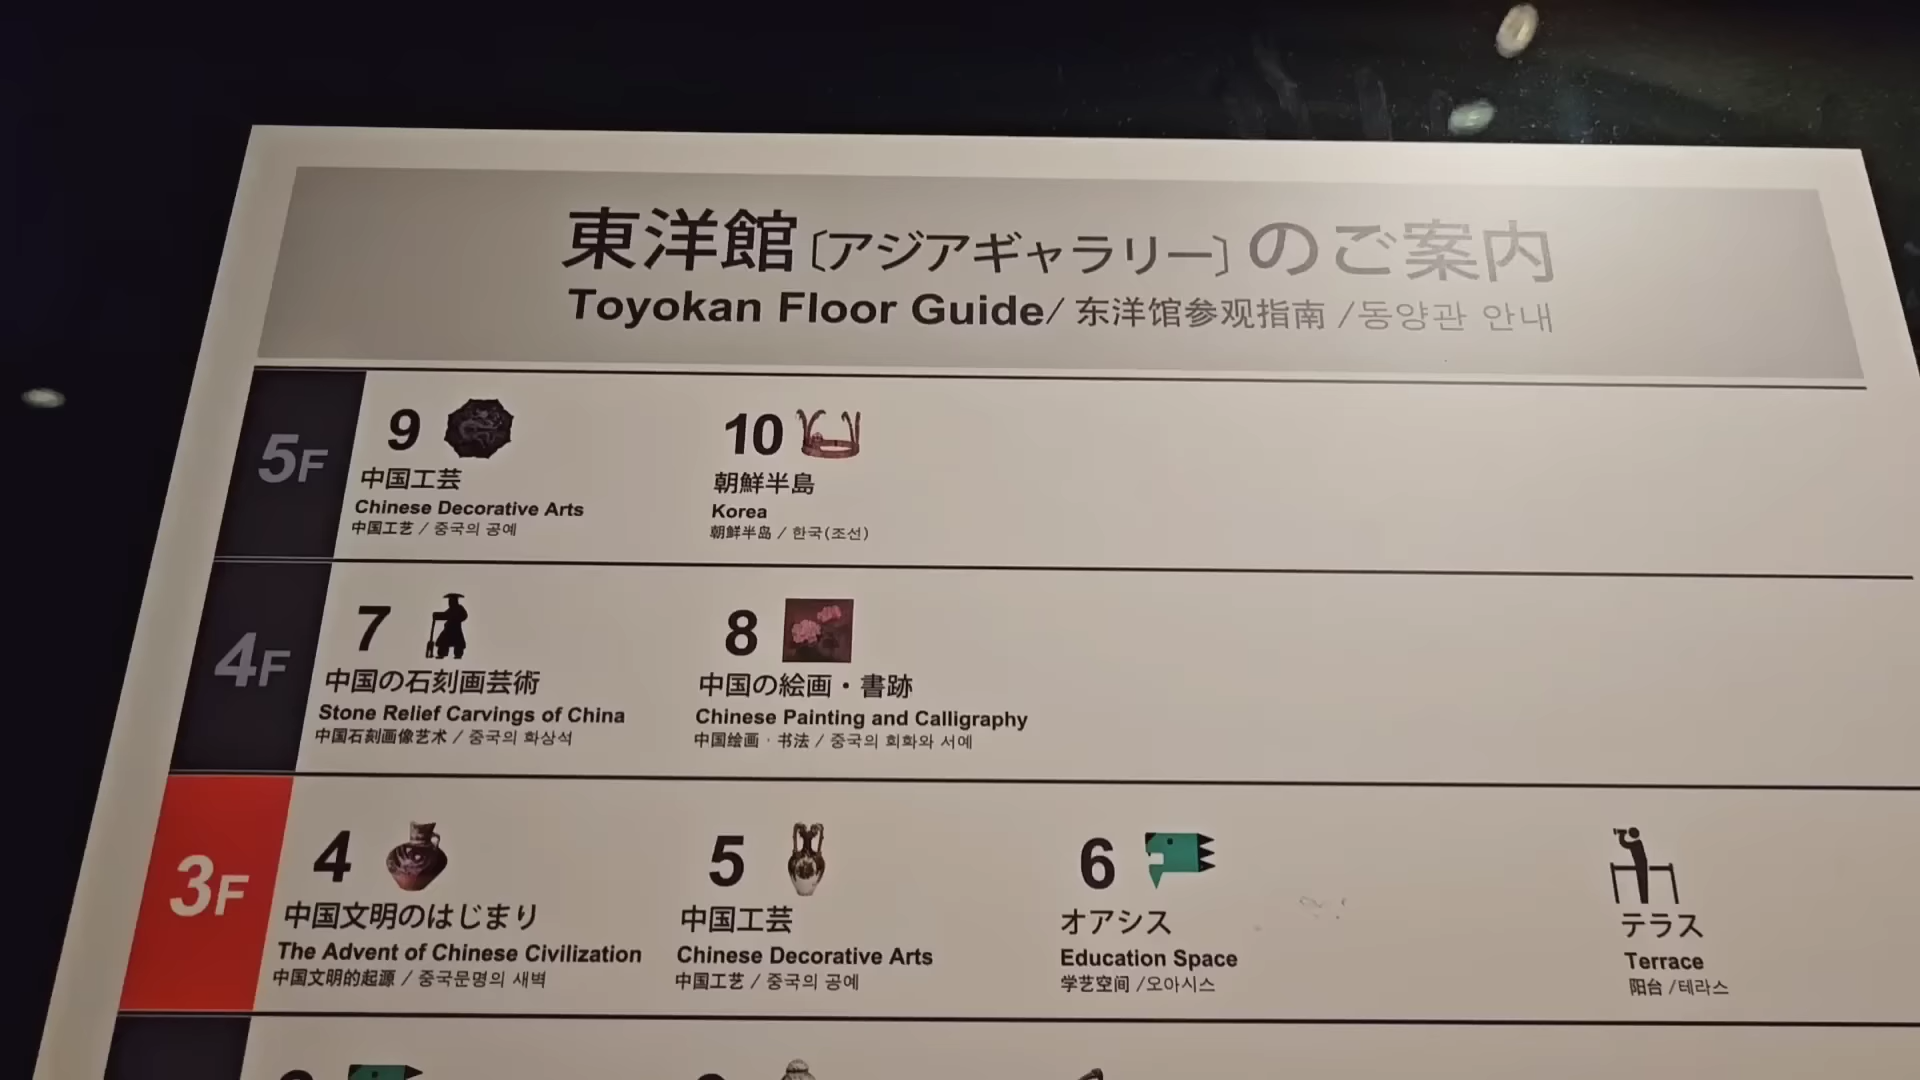 東洋館〔アジアギャラリー〕のご案内
Toyokan Floor Guide/ 东洋馆参观指南 /동양관 안내
5F
9
中国工芸
Chinese Decorative Arts
中国工艺 / 중국의 공예
10
朝鮮半島
Korea
朝鲜半岛 / 한국(조선)
4F
7
中国の石刻画芸術
Stone Relief Carvings of China
中国石刻画像艺术 / 중국의 화상석
8
中国の絵画・書跡
Chinese Painting and Calligraphy
中国绘画・书法 / 중국의 회화와 서예
3F
4
中国文明のはじまり
The Advent of Chinese Civilization
中国文明的起源 / 중국문명의 새벽
5
中国工芸
Chinese Decorative Arts
中国工艺 / 중국의 공예
6
オアシス
Education Space
学艺空间 /오아시스
テラス
Terrace
阳台 /테라스